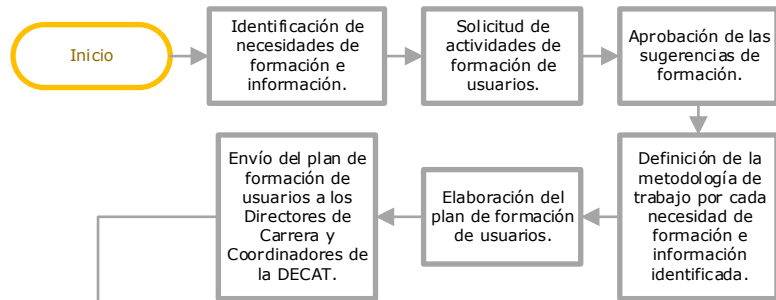 Inicio
Identificación de
necesidades de
formación e
información.
Solicitud de
actividades de
formación de
usuarios.
Aprobación de las
sugerencias de
formación.
Definición de la
metodología de
trabajo por cada
necesidad de
formación e
información
identificada.
Elaboración del
plan de formación
de usuarios.
Envío del plan de
formación de
usuarios a los
Directores de
Carrera y
Coordinadores de
la DECAT.